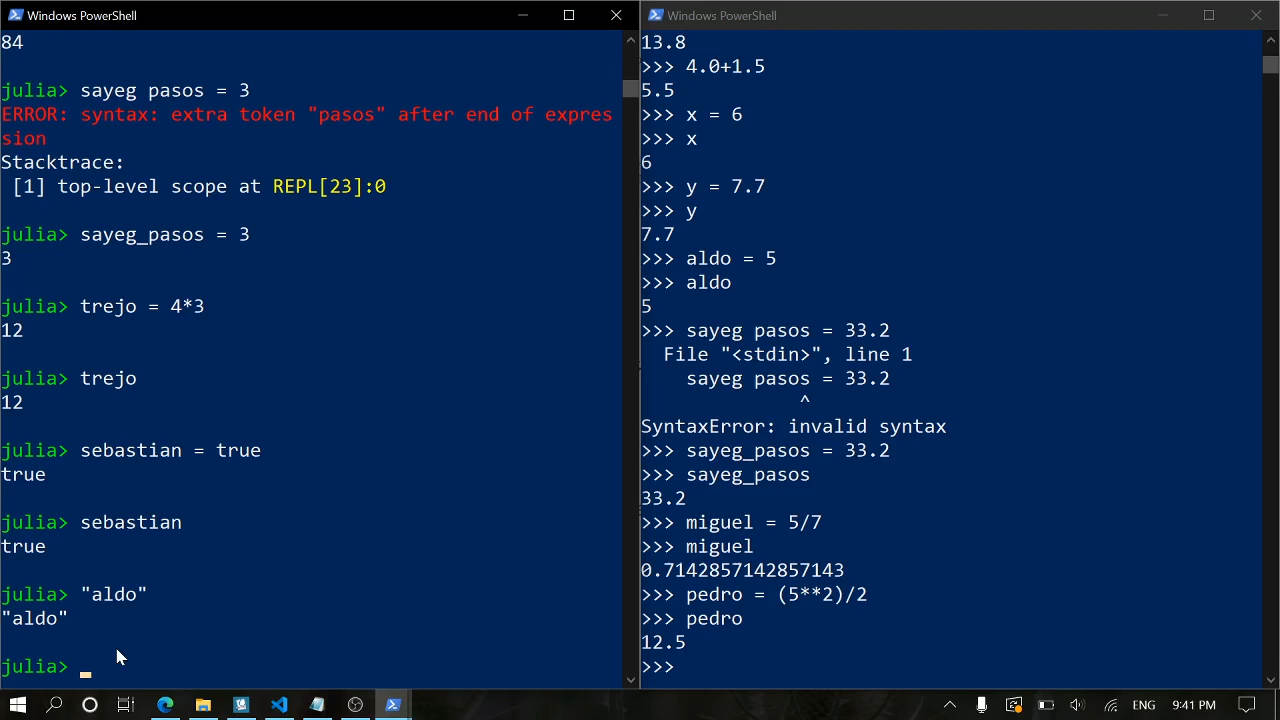 Windows PowerShell
84
julia> sayeg pasos = 3
ERROR: syntax: extra token "pasos" after end of expres
sion
Stacktrace:
 [1] top-level scope at REPL[23]:0
julia> sayeg_pasos = 3
3
julia> trejo = 4*3
12
julia> trejo
12
julia> sebastian = true
true
julia> sebastian
true
julia> "aldo"
"aldo"
julia>
Windows PowerShell
13.8
>>> 4.0+1.5
5.5
>>> x = 6
>>> x
6
>>> y = 7.7
>>> y
7.7
>>> aldo = 5
>>> aldo
5
>>> sayeg pasos = 33.2
  File "<stdin>", line 1
    sayeg pasos = 33.2
              ^
SyntaxError: invalid syntax
>>> sayeg_pasos = 33.2
>>> sayeg_pasos
33.2
>>> miguel = 5/7
>>> miguel
0.7142857142857143
>>> pedro = (5**2)/2
>>> pedro
12.5
>>>
ENG 9:41 PM